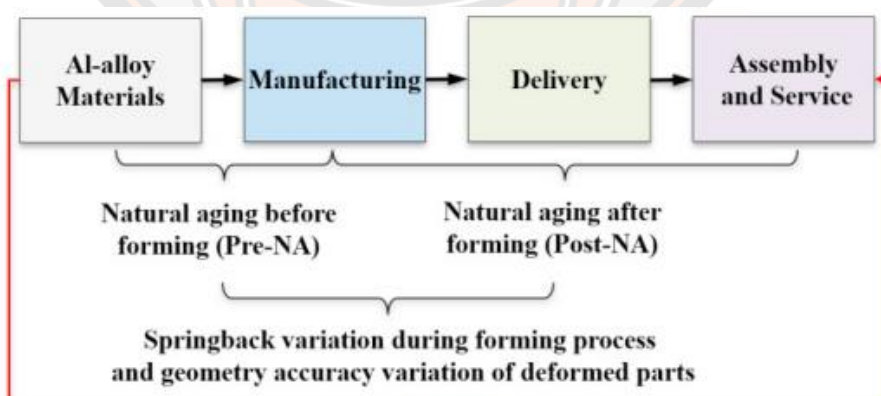 Al-alloy
Materials
Manufacturing
Delivery
Assembly
and Service
Natural aging before
forming (Pre-NA)
Natural aging after
forming (Post-NA)
Springback variation during forming process
and geometry accuracy variation of deformed parts